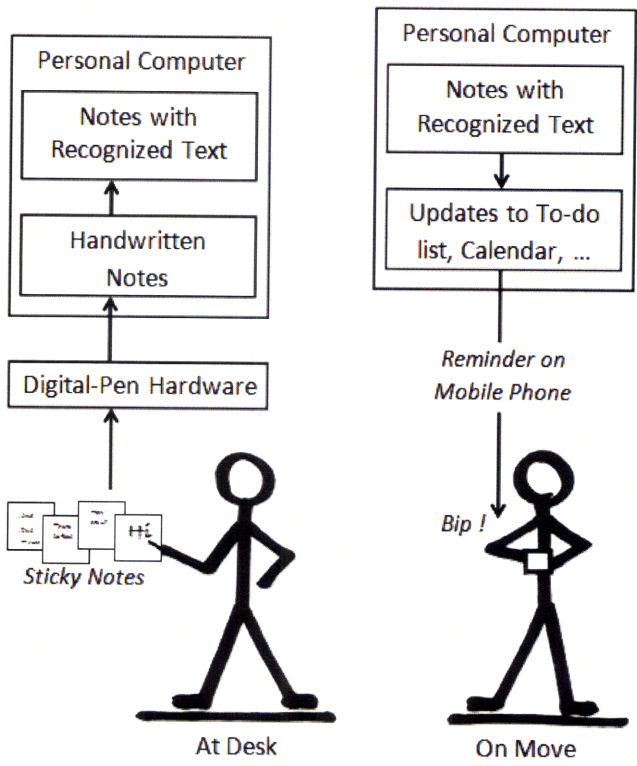 Personal Computer
Notes with
Recognized Text
Handwritten
Notes
Digital-Pen Hardware
Hi
Sticky Notes
At Desk
Personal Computer
Notes with
Recognized Text
Updates to To-do
list, Calendar, ...
Reminder on
Mobile Phone
Bip !
On Move